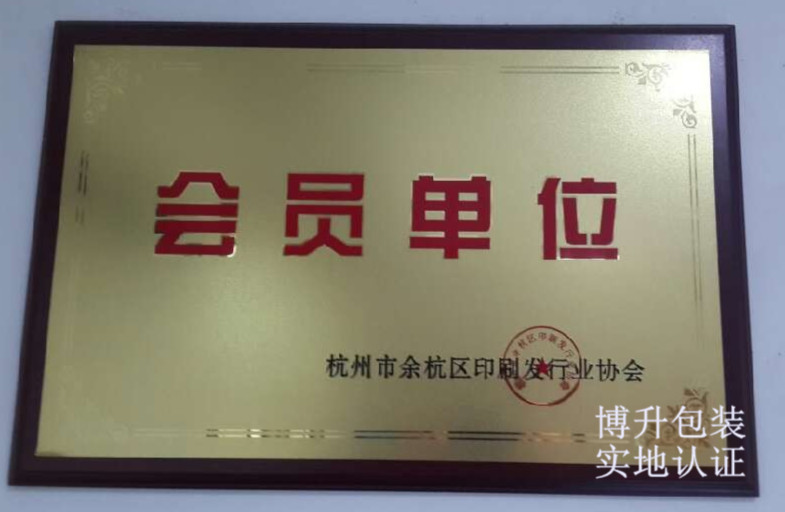 会员单位
杭州市余杭区印刷发行业协会
博升包装
实地认证